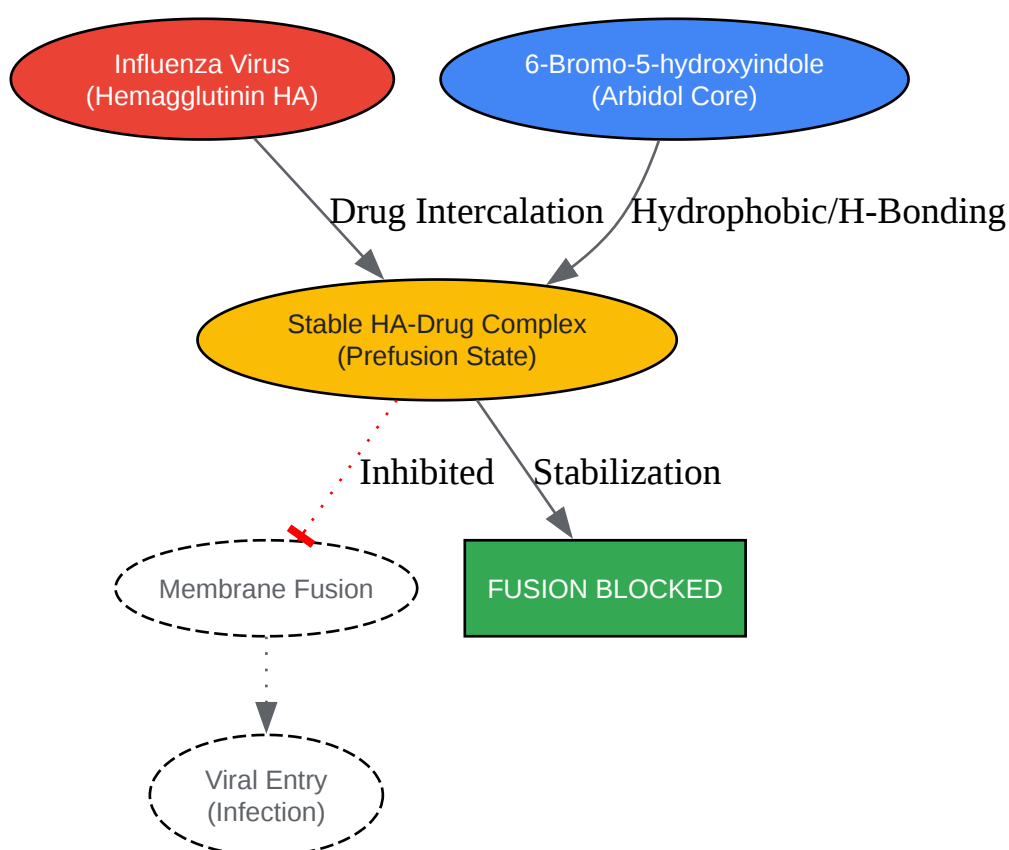 Influenza Virus
(Hemagglutinin HA)
6-Bromo-5-hydroxyindole
(Arbidol Core)
Drug Intercalation
Hydrophobic/H-Bonding
Stable HA-Drug Complex
(Prefusion State)
Inhibited
Stabilization
Membrane Fusion
FUSION BLOCKED
Viral Entry
(Infection)